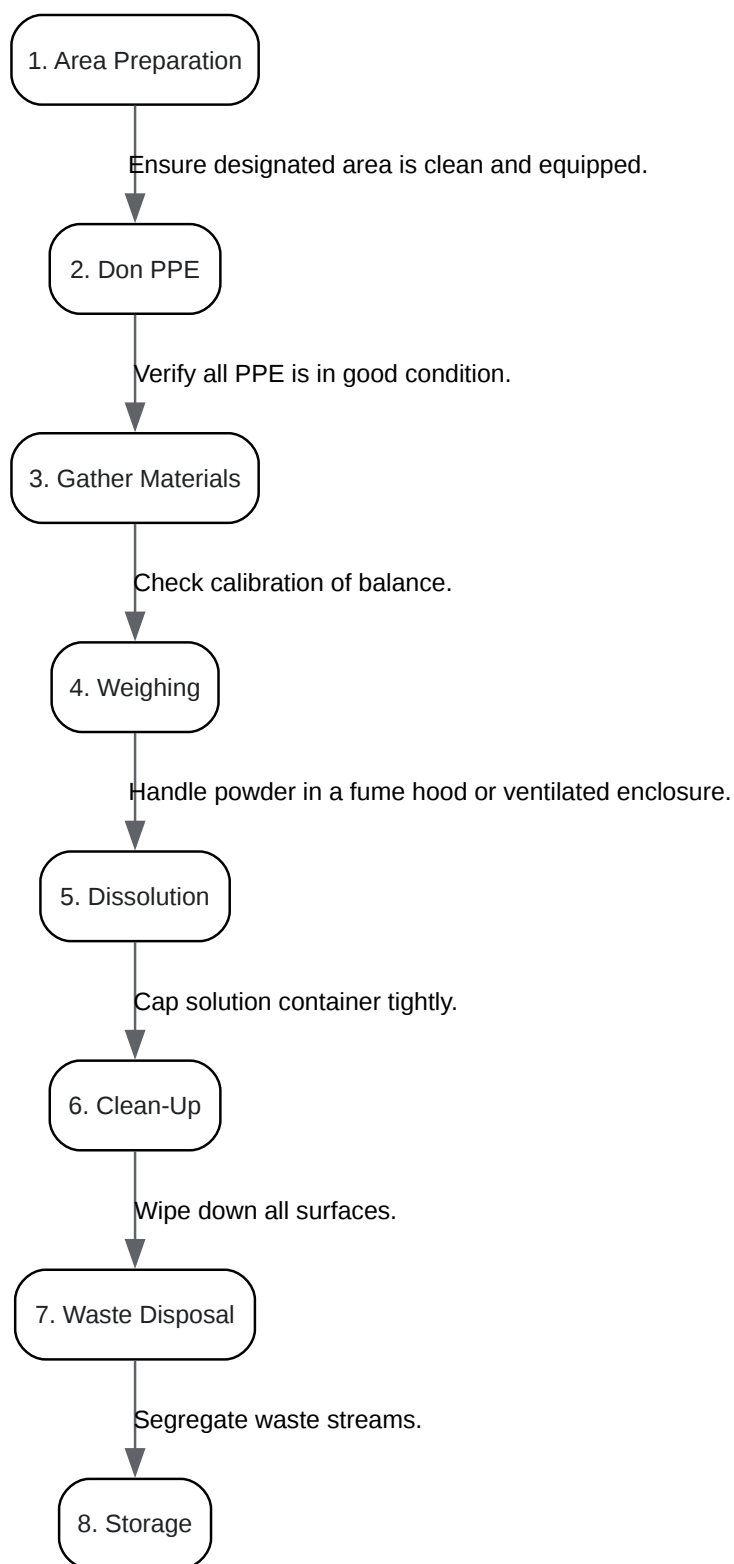 1. Area Preparation
Ensure designated area is clean and equipped.
2. Don PPE
Verify all PPE is in good condition.
3. Gather Materials
Check calibration of balance.
4. Weighing
Handle powder in a fume hood or ventilated enclosure.
5. Dissolution
Cap solution container tightly.
6. Clean-Up
Wipe down all surfaces.
7. Waste Disposal
Segregate waste streams.
8. Storage